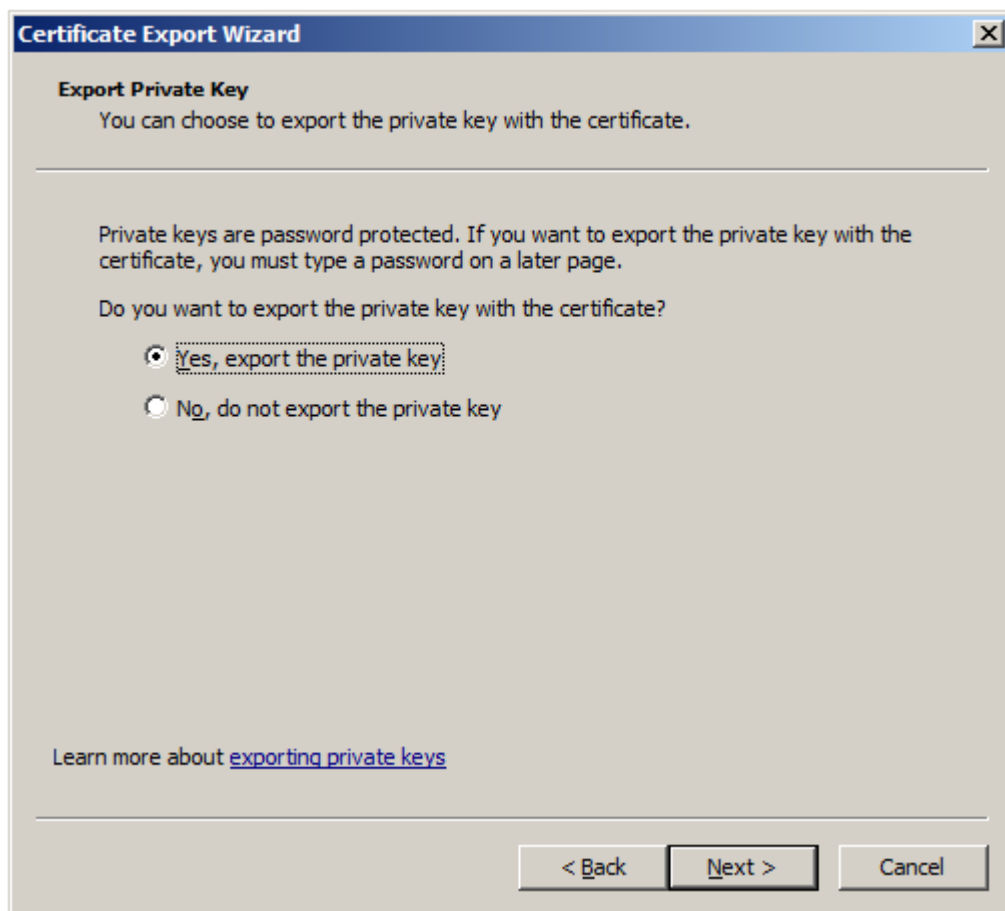 Certificate Export Wizard
Export Private Key
You can choose to export the private key with the certificate.
Private keys are password protected. If you want to export the private key with the
certificate, you must type a password on a later page.
Do you want to export the private key with the certificate?
Yes, export the private key
No, do not export the private key
Learn more about exporting private keys
< Back
Next >
Cancel